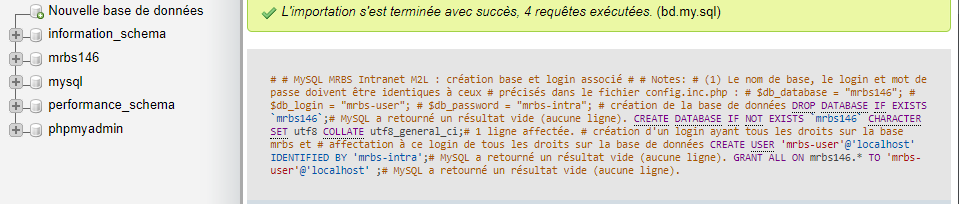 Nouvelle base de données
information_schema
mrbs146
mysql
performance_schema
phpmyadmin
L'importation s'est terminée avec succès, 4 requêtes exécutées. (bd.my.sql)
# # MySQL MRBS Intranet M2L : création base et login associé # # Notes: # (1) Le nom de base, le login et mot de
passe doivent être identiques à ceux # précisés dans le fichier config.inc.php : # $db_database = "mrbs146"; #
$db_login = "mrbs-user"; # $db_password = "mrbs-intra"; # création de la base de données DROP DATABASE IF EXISTS
`mrbs146`;# MySQL a retourné un résultat vide (aucune ligne). CREATE DATABASE IF NOT EXISTS `mrbs146` CHARACTER
SET utf8 COLLATE utf8_general_ci;# 1 ligne affectée. # création d'un login ayant tous les droits sur la base
mrbs et # affectation à ce login de tous les droits sur la base de données CREATE USER 'mrbs-user'@'localhost'
IDENTIFIED BY 'mrbs-intra';# MySQL a retourné un résultat vide (aucune ligne). GRANT ALL ON mrbs146.* TO 'mrbs-
user'@'localhost' ;# MySQL a retourné un résultat vide (aucune ligne).